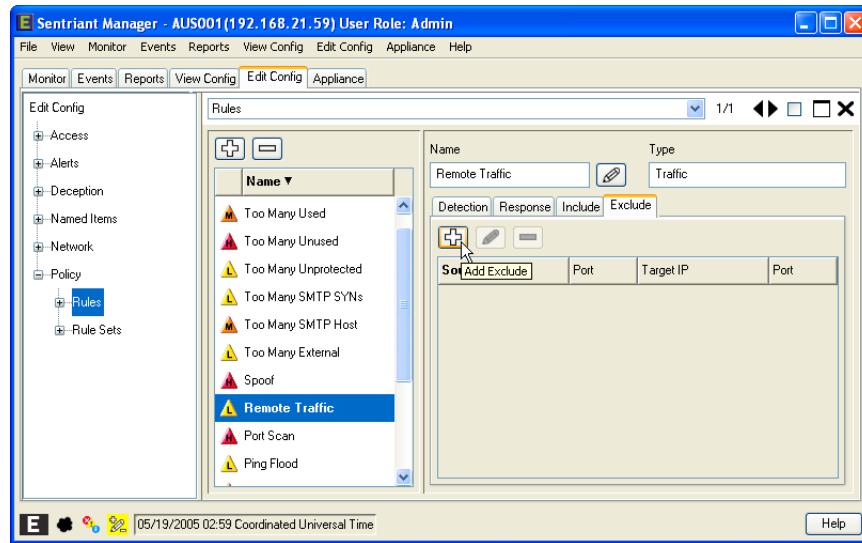 Sentriant Manager - AUS001(192.168.21.59) User Role: Admin
File View Monitor Events Reports View Config Edit Config Appliance Help
Monitor Events Reports View Config Edit Config Appliance
Edit Config
Access
Alerts
Deception
Named Items
Network
Policy
Rules
Rule Sets
Rules 1/1
Name ▼
M Too Many Used
H Too Many Unused
L Too Many Unprotected
L Too Many SMTP SYNs
M Too Many SMTP Host
L Too Many External
H Spoof
L Remote Traffic
H Port Scan
L Ping Flood
Name Type
Remote Traffic Traffic
Detection Response Include Exclude
Add Exclude
Port Target IP Port
E 05/19/2005 02:59 Coordinated Universal Time Help